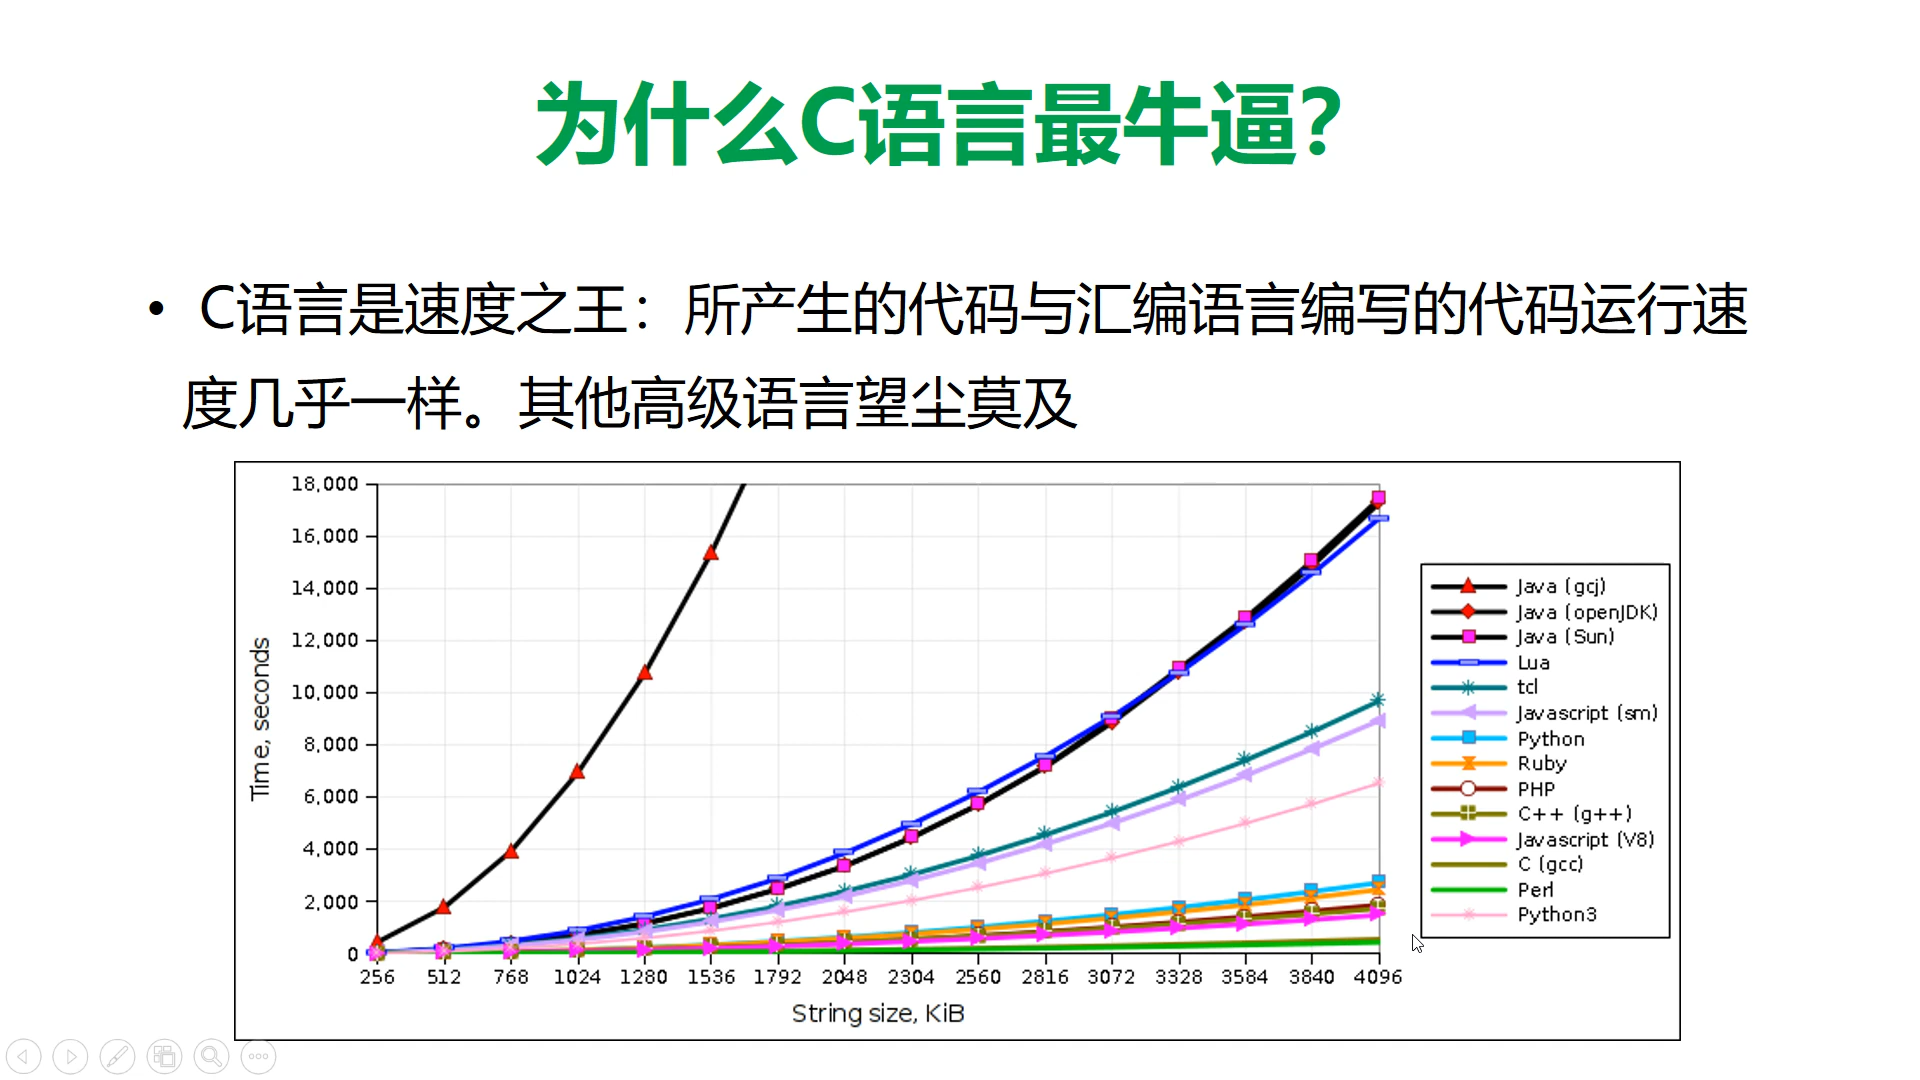 为什么C语言最牛逼?
• C语言是速度之王：所产生的代码与汇编语言编写的代码运行速
度几乎一样。其他高级语言望尘莫及
18,000
16,000
14,000
12,000
10,000
8,000
6,000
4,000
2,000
0
Time, seconds
256 512 768 1024 1280 1536 1792 2048 2304 2560 2816 3072 3328 3584 3840 4096
String size, KiB
Java (gcj)
Java (openJDK)
Java (Sun)
Lua
tcl
Javascript (sm)
Python
Ruby
PHP
C++ (g++)
Javascript (V8)
C (gcc)
Perl
Python3